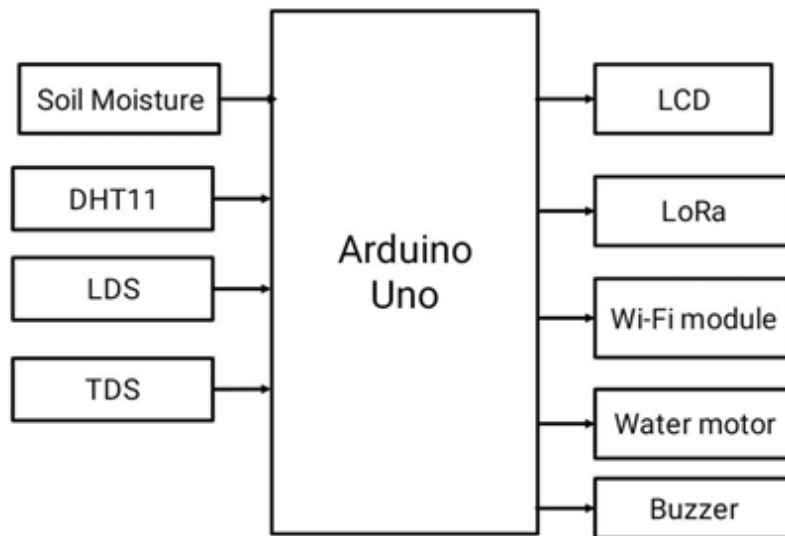 Soil Moisture
DHT11
LDS
TDS
Arduino
Uno
LCD
LoRa
Wi-Fi module
Water motor
Buzzer